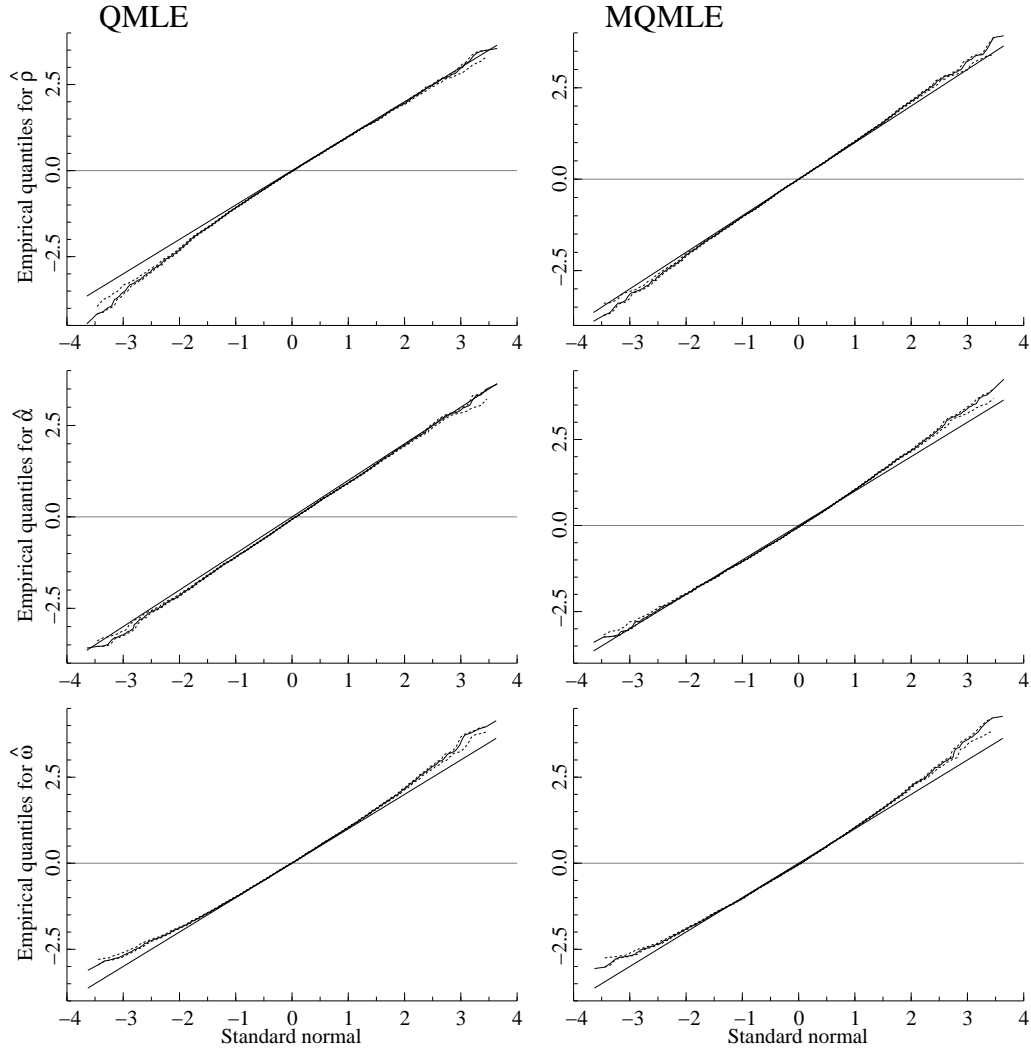 QMLE MQMLE
Empirical quantiles for ρ̂
2.5
0.0
−2.5
−4 −3 −2 −1 0 1 2 3 4
2.5
0.0
−2.5
−4 −3 −2 −1 0 1 2 3 4
Empirical quantiles for α̂
2.5
0.0
−2.5
−4 −3 −2 −1 0 1 2 3 4
2.5
0.0
−2.5
−4 −3 −2 −1 0 1 2 3 4
Empirical quantiles for ω̂
2.5
0.0
−2.5
−4 −3 −2 −1 0 1 2 3 4
Standard normal
2.5
0.0
−2.5
−4 −3 −2 −1 0 1 2 3 4
Standard normal